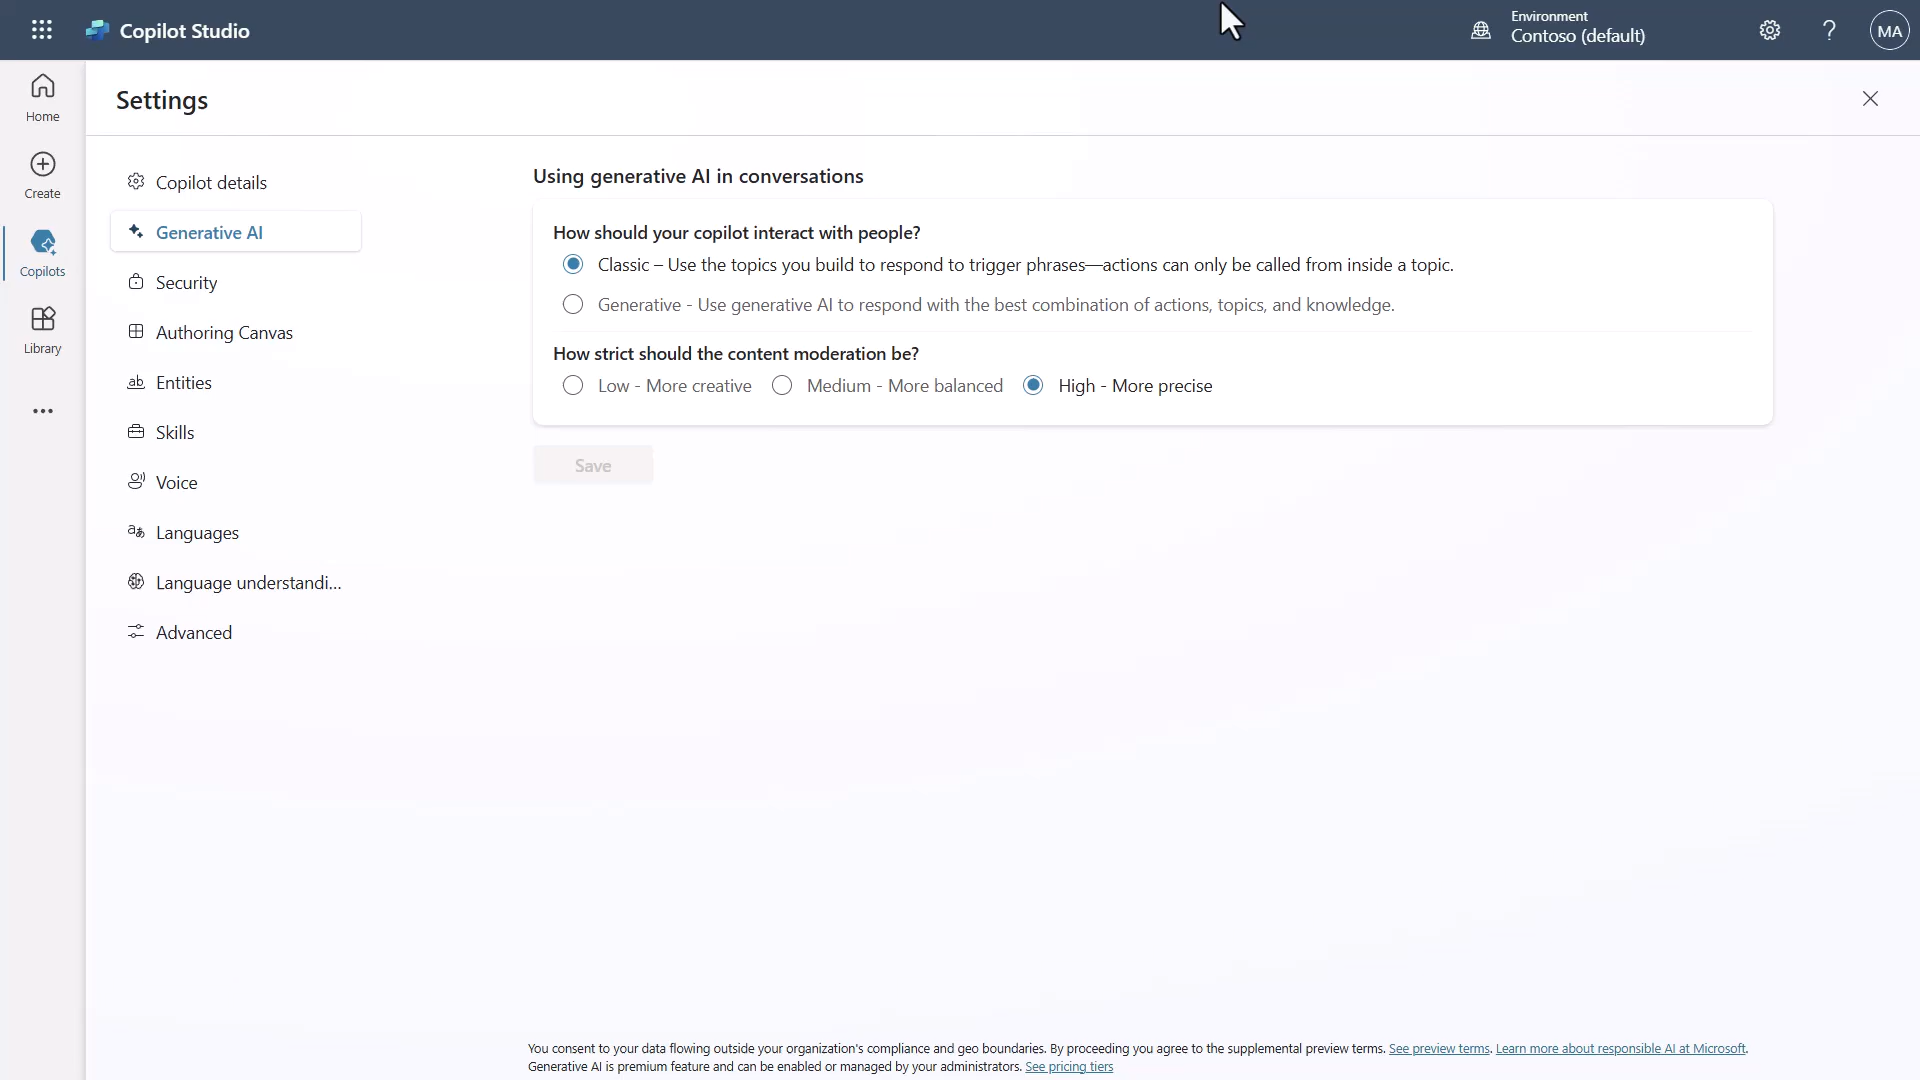 Copilot Studio
Environment
Contoso (default)
?
MA
Home
Create
Copilots
Library
Settings
Copilot details
Generative AI
Security
Authoring Canvas
Entities
Skills
Voice
Languages
Language understandi...
Advanced
Using generative AI in conversations
How should your copilot interact with people?
Classic – Use the topics you build to respond to trigger phrases—actions can only be called from inside a topic.
Generative - Use generative AI to respond with the best combination of actions, topics, and knowledge.
How strict should the content moderation be?
Low - More creative Medium - More balanced High - More precise
Save
You consent to your data flowing outside your organization's compliance and geo boundaries. By proceeding you agree to the supplemental preview terms. See preview terms. Learn more about responsible AI at Microsoft.
Generative AI is premium feature and can be enabled or managed by your administrators. See pricing tiers